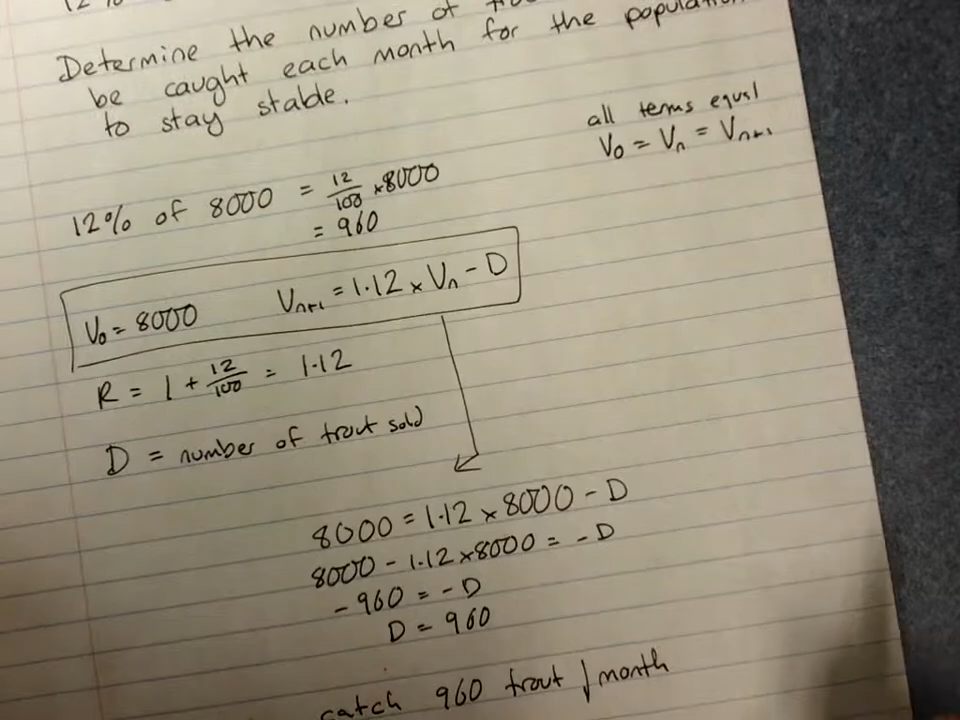 12 %
Determine the number of
be caught each month for the
to stay stable.
all terms equal
V₀ = Vₙ = Vₙ₊₁
12% of 8000 = 12/100 × 8000
= 960
V₀ = 8000 Vₙ₊₁ = 1.12 × Vₙ - D
R = 1 + 12/100 = 1.12
D = number of trout sold
8000 = 1.12 × 8000 - D
8000 - 1.12 × 8000 = - D
- 960 = - D
D = 960
catch 960 trout / month